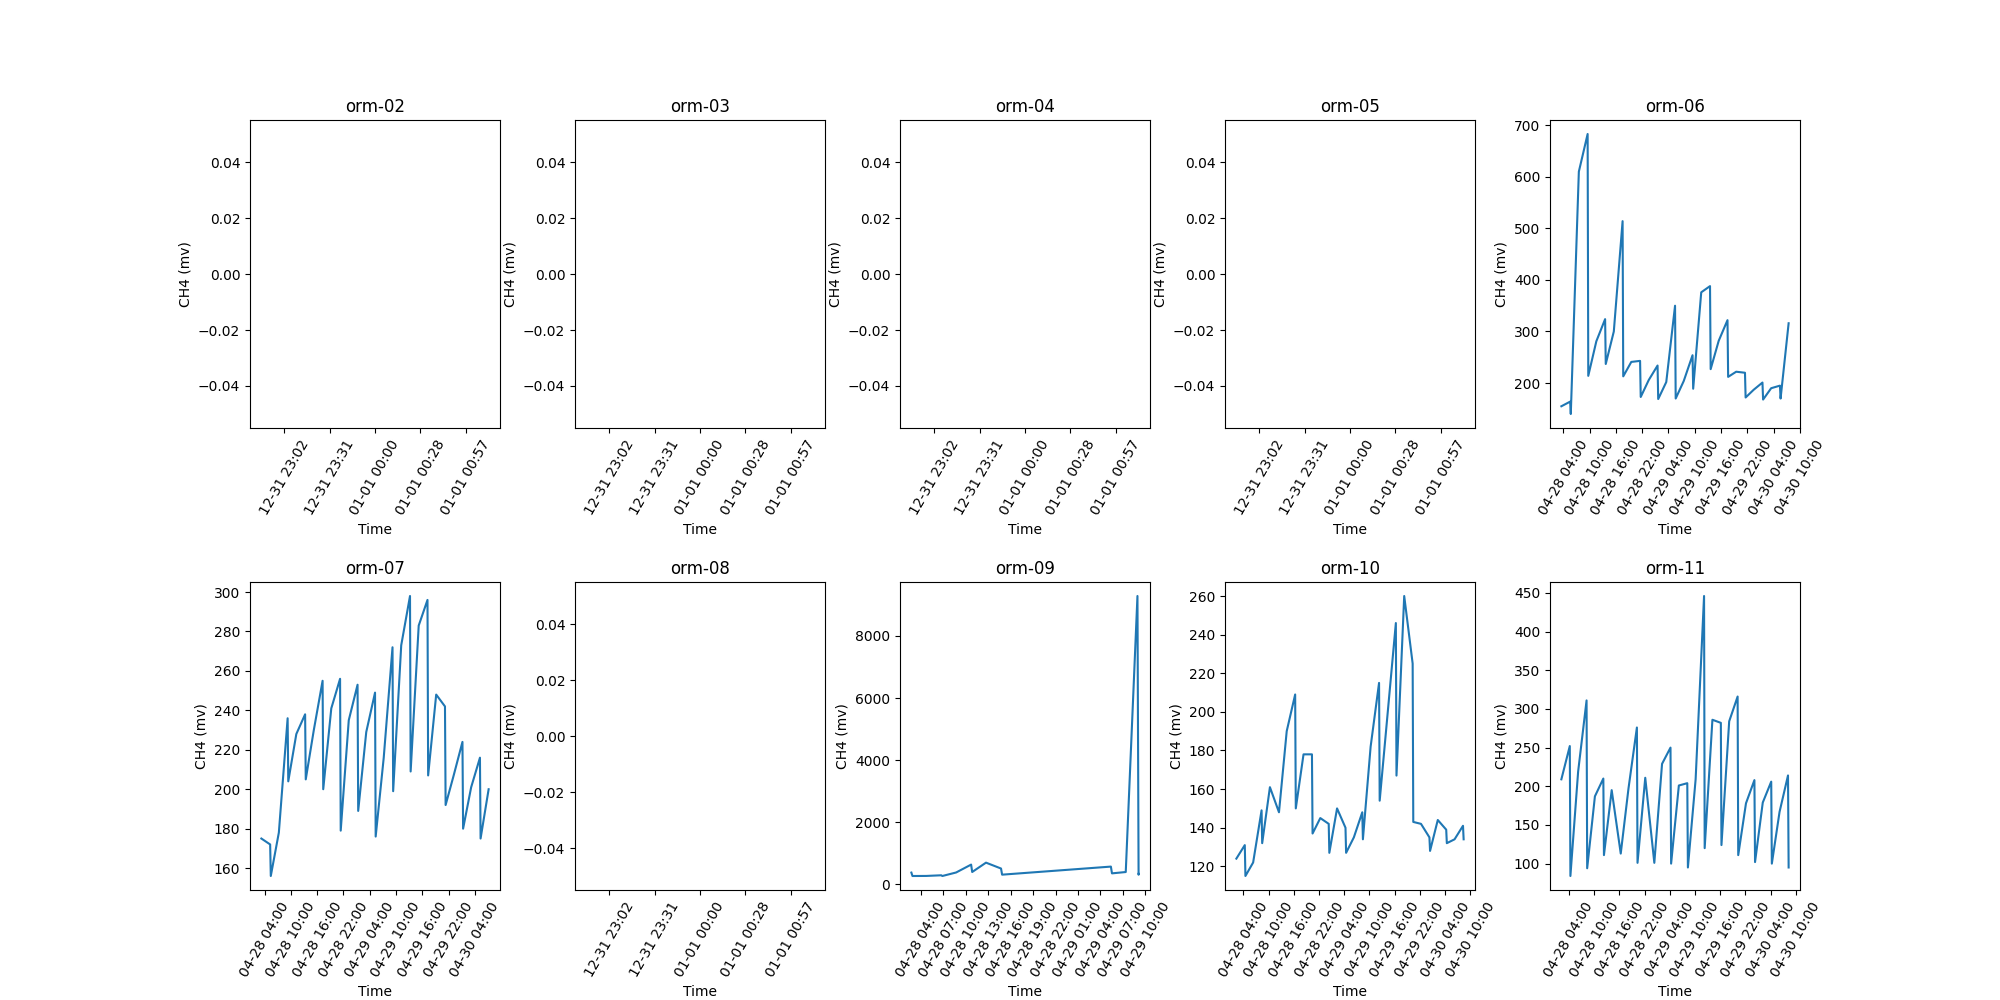 orm-02 orm-03 orm-04 orm-05 orm-06
0.04 0.04 0.04 0.04 700
0.02 0.02 0.02 0.02 600
0.00 0.00 0.00 0.00 500
−0.02 −0.02 −0.02 −0.02 400
−0.04 −0.04 −0.04 −0.04 300
200
CH4 (mv) CH4 (mv) CH4 (mv) CH4 (mv) CH4 (mv)
12-31 23:02 12-31 23:31 01-01 00:00 01-01 00:28 01-01 00:57
12-31 23:02 12-31 23:31 01-01 00:00 01-01 00:28 01-01 00:57
12-31 23:02 12-31 23:31 01-01 00:00 01-01 00:28 01-01 00:57
12-31 23:02 12-31 23:31 01-01 00:00 01-01 00:28 01-01 00:57
04-28 04:00 04-28 10:00 04-28 16:00 04-28 22:00 04-29 04:00 04-29 10:00 04-29 16:00 04-29 22:00 04-30 04:00 04-30 10:00
Time Time Time Time Time
orm-07 orm-08 orm-09 orm-10 orm-11
300 280 260 240 220 200 180 160
CH4 (mv)
04-28 04:00 04-28 10:00 04-28 16:00 04-28 22:00 04-29 04:00 04-29 10:00 04-29 16:00 04-29 22:00 04-30 04:00
Time
0.04 0.02 0.00 −0.02 −0.04
CH4 (mv)
12-31 23:02 12-31 23:31 01-01 00:00 01-01 00:28 01-01 00:57
Time
8000 6000 4000 2000 0
CH4 (mv)
04-28 04:00 04-28 07:00 04-28 10:00 04-28 13:00 04-28 16:00 04-28 19:00 04-28 22:00 04-29 01:00 04-29 04:00 04-29 07:00 04-29 10:00
Time
260 240 220 200 180 160 140 120
CH4 (mv)
04-28 04:00 04-28 10:00 04-28 16:00 04-28 22:00 04-29 04:00 04-29 10:00 04-29 16:00 04-29 22:00 04-30 04:00 04-30 10:00
Time
450 400 350 300 250 200 150 100
CH4 (mv)
04-28 04:00 04-28 10:00 04-28 16:00 04-28 22:00 04-29 04:00 04-29 10:00 04-29 16:00 04-29 22:00 04-30 04:00 04-30 10:00
Time